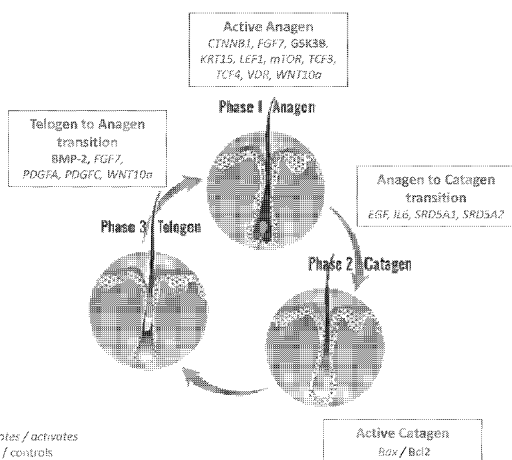 Active Anagen
CTNNB1, FGF7, GSK3B,
KRT15, LEF1, mTOR, TCF3,
TCF4, VDR, WNT10a
Phase 1 Anagen
Telogen to Anagen
transition
BMP-2, FGF7,
PDGFA, PDGFC, WNT10a
Anagen to Catagen
transition
EGF, IL6, SRD5A1, SRD5A2
Phase 3 Telogen
Phase 2 Catagen
/ activates
/ controls
Active Catagen
Bax / Bcl2